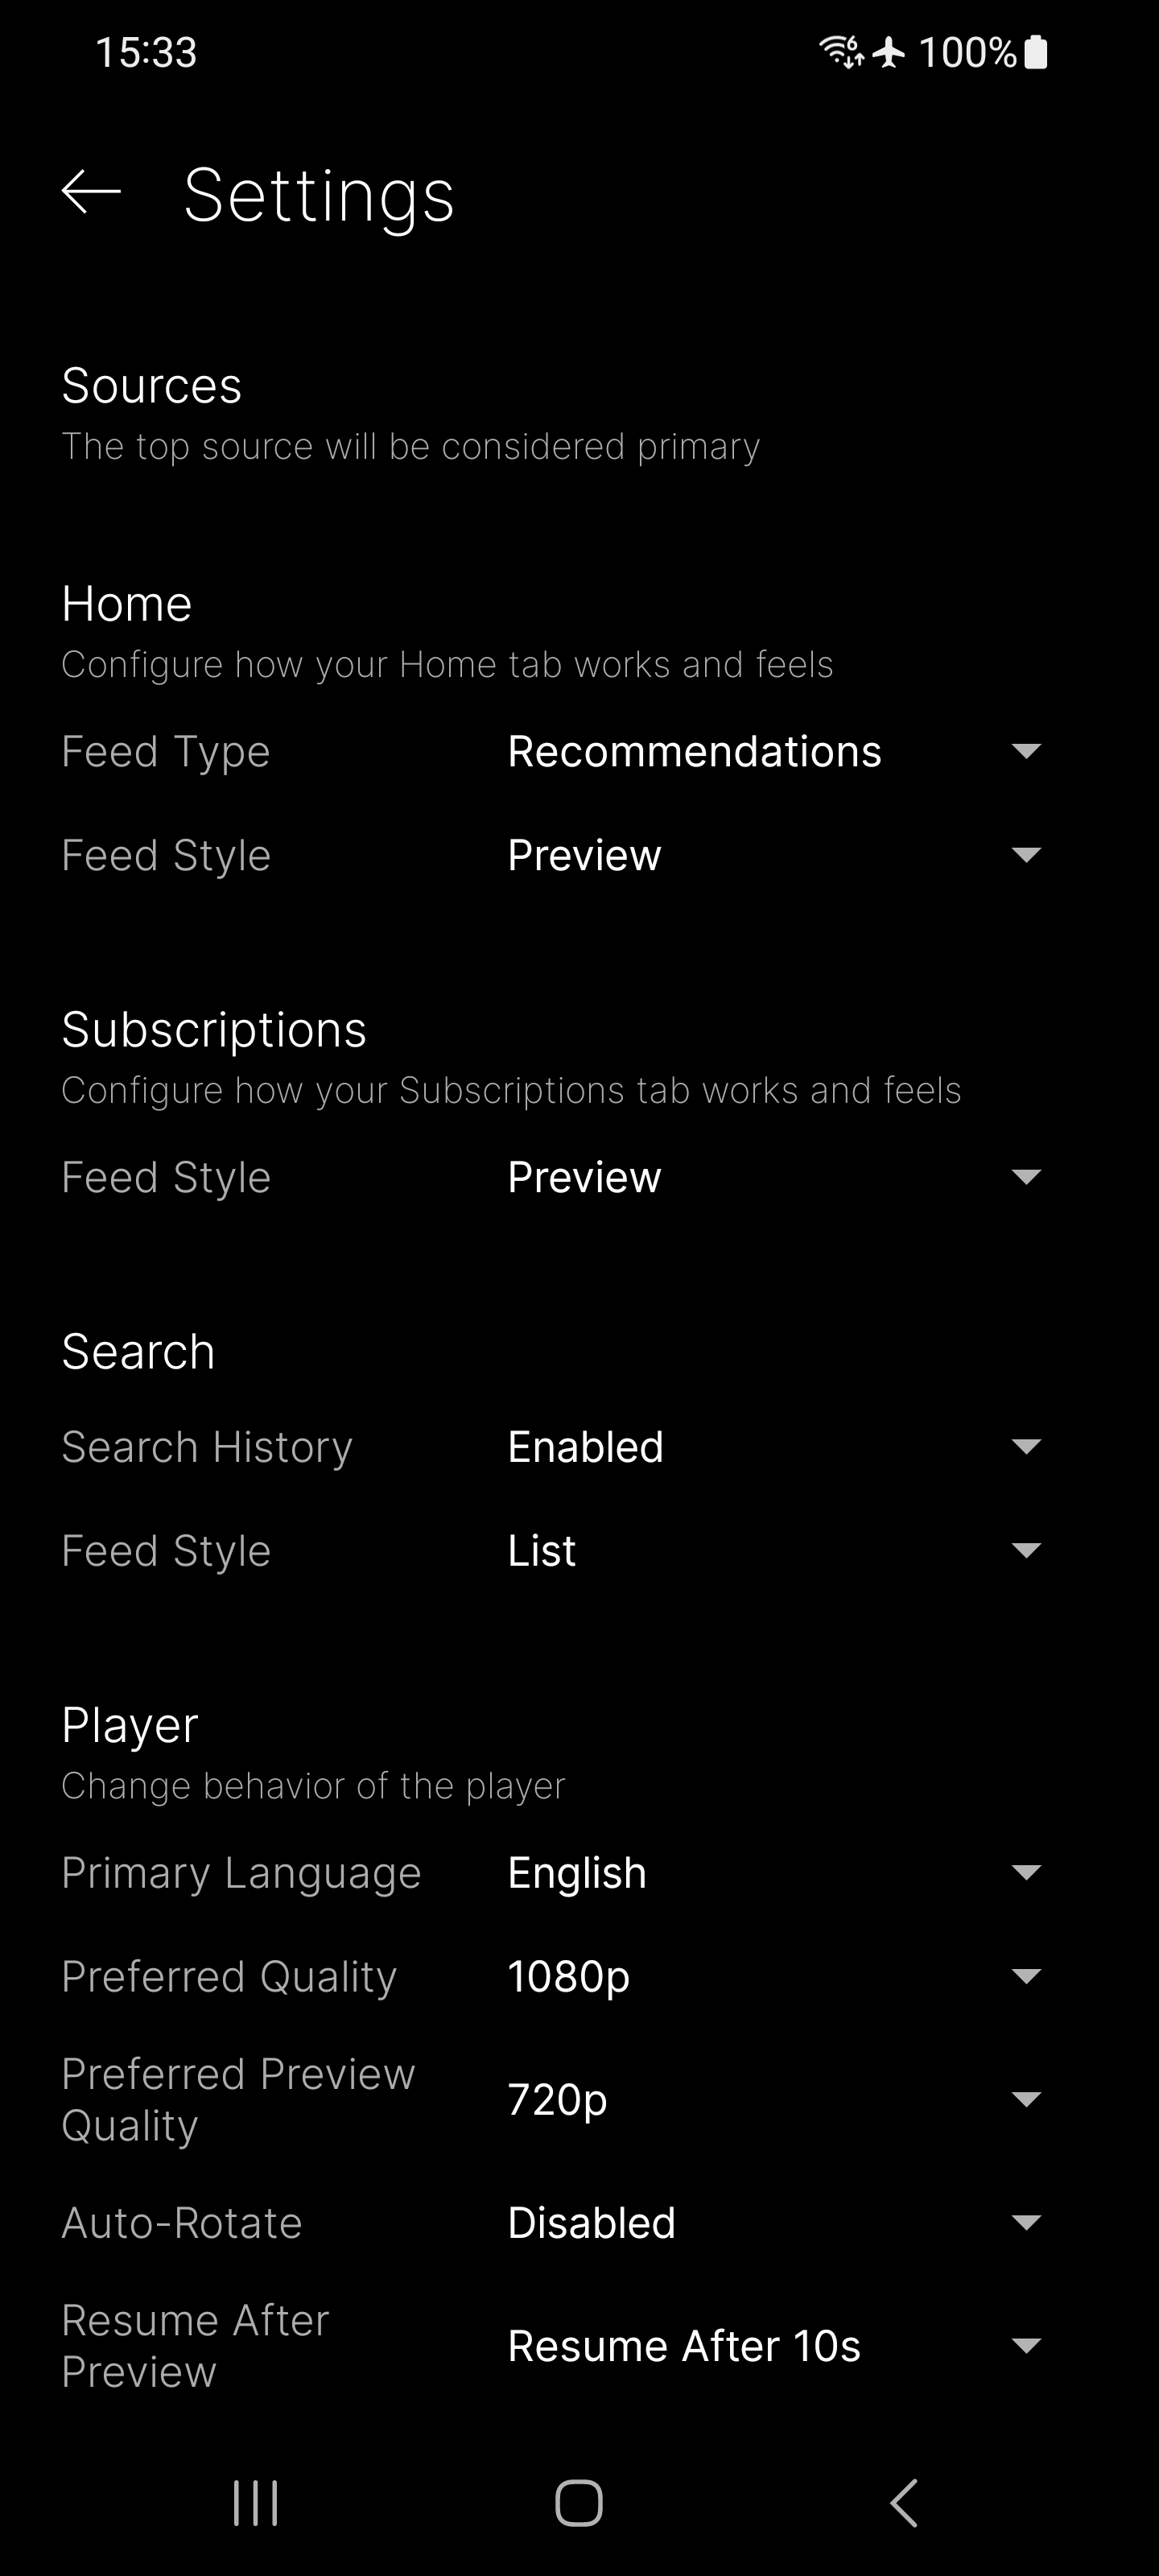 15:33
6 100%
Settings
Sources
The top source will be considered primary
Home
Configure how your Home tab works and feels
Feed Type Recommendations
Feed Style Preview
Subscriptions
Configure how your Subscriptions tab works and feels
Feed Style Preview
Search
Search History Enabled
Feed Style List
Player
Change behavior of the player
Primary Language English
Preferred Quality 1080p
Preferred Preview
Quality
720p
Auto-Rotate Disabled
Resume After
Preview
Resume After 10s